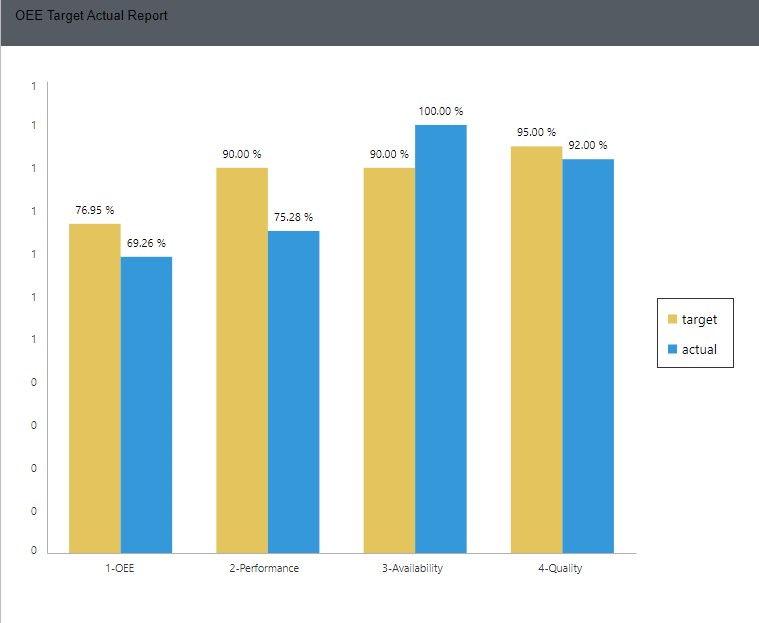 OEE Target Actual Report
1
1
1
1
1
1
1
0
0
0
0
0
76.95 %
69.26 %
90.00 %
75.28 %
90.00 %
100.00 %
95.00 %
92.00 %
1-OEE
2-Performance
3-Availability
4-Quality
target
actual